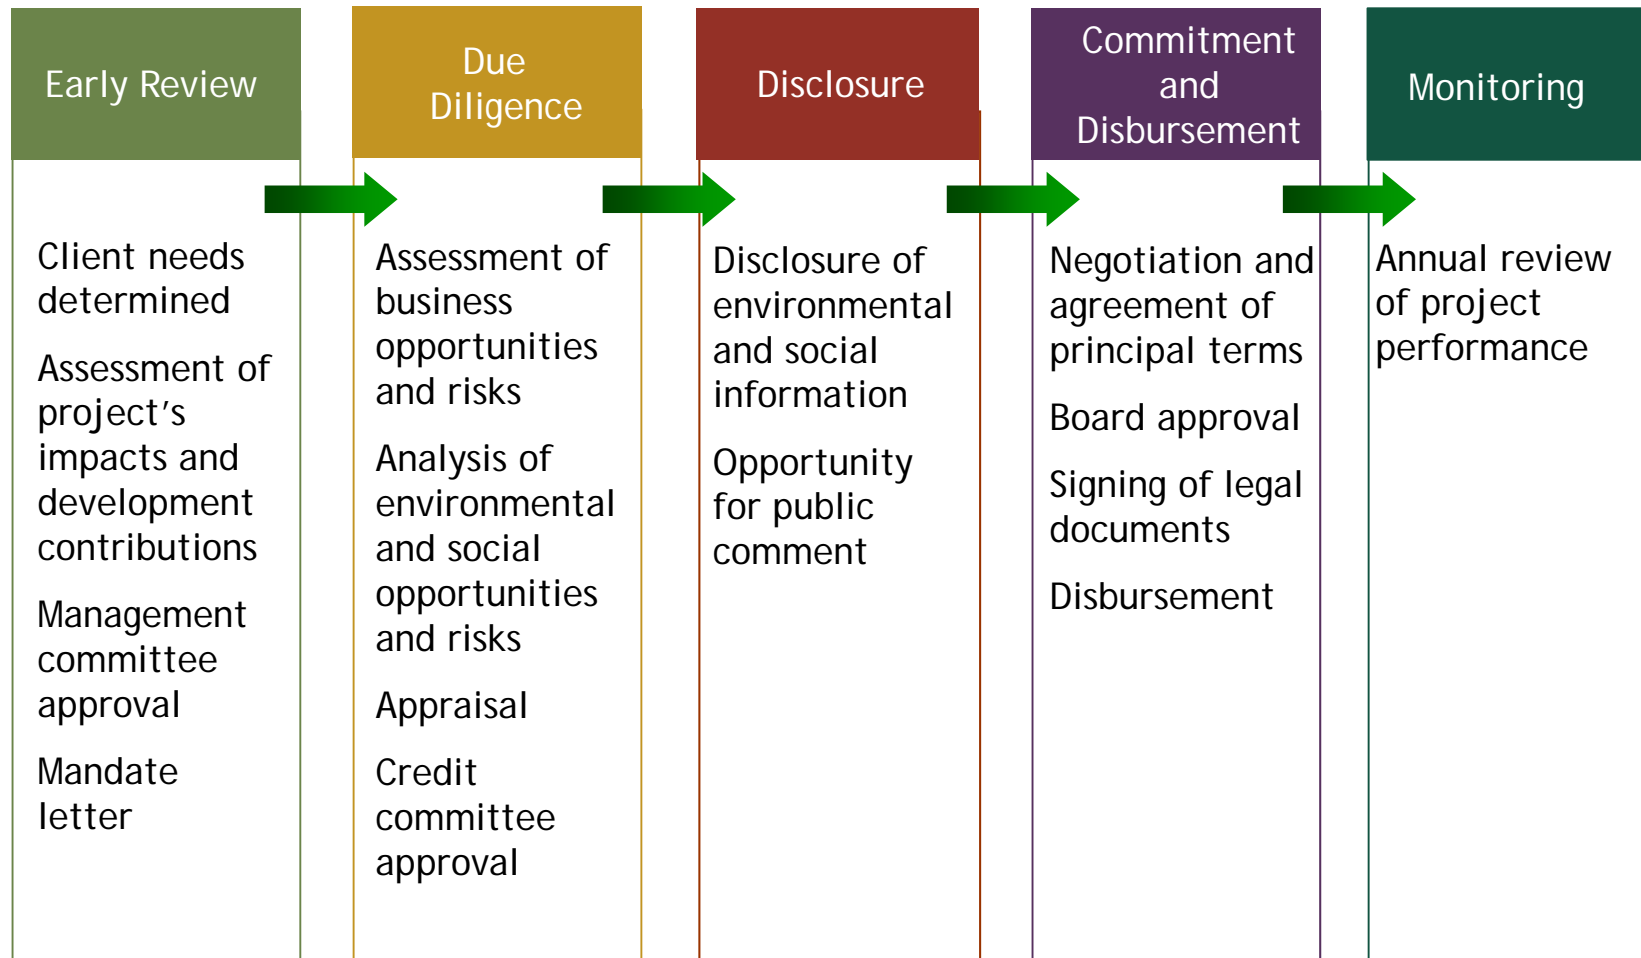 Early Review
Client needs
determined
Assessment of
project's
impacts and
development
contributions
Management
committee
approval
Mandate
letter
Due
Diligence
Assessment of
business
opportunities
and risks
Analysis of
environmental
and social
opportunities
and risks
Appraisal
Credit
committee
approval
Disclosure
Disclosure of
environmental
and social
information
Opportunity
for public
comment
Commitment
and
Disbursement
Negotiation and
agreement of
principal terms
Board approval
Signing of legal
documents
Disbursement
Monitoring
Annual review
of project
performance